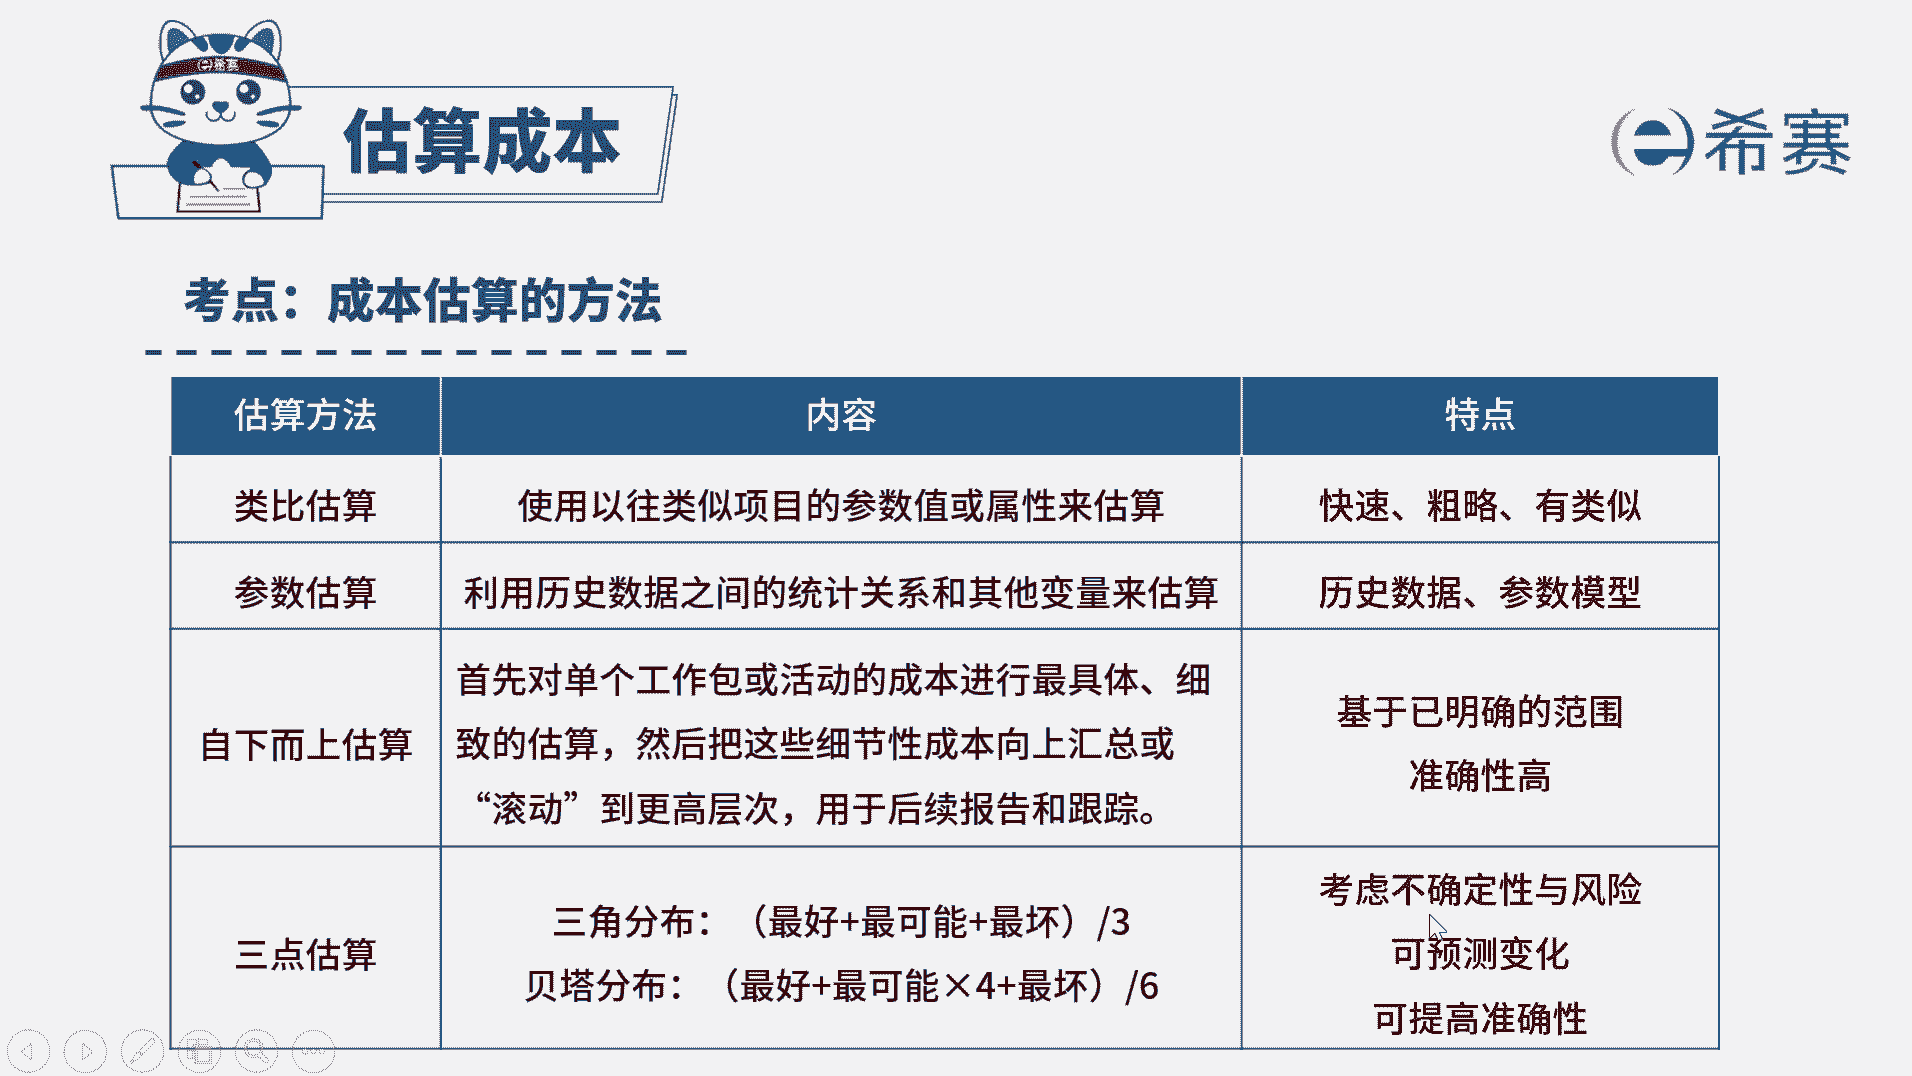 希赛
估算成本
希赛
考点：成本估算的方法
估算方法
内容
特点
类比估算
使用以往类似项目的参数值或属性来估算
快速、粗略、有类似
参数估算
利用历史数据之间的统计关系和其他变量来估算
历史数据、参数模型
自下而上估算
首先对单个工作包或活动的成本进行最具体、细
致的估算，然后把这些细节性成本向上汇总或
“滚动”到更高层次，用于后续报告和跟踪。
基于已明确的范围
准确性高
三点估算
三角分布：（最好+最可能+最坏）/3
贝塔分布：（最好+最可能×4+最坏）/6
考虑不确定性与风险
可预测变化
可提高准确性